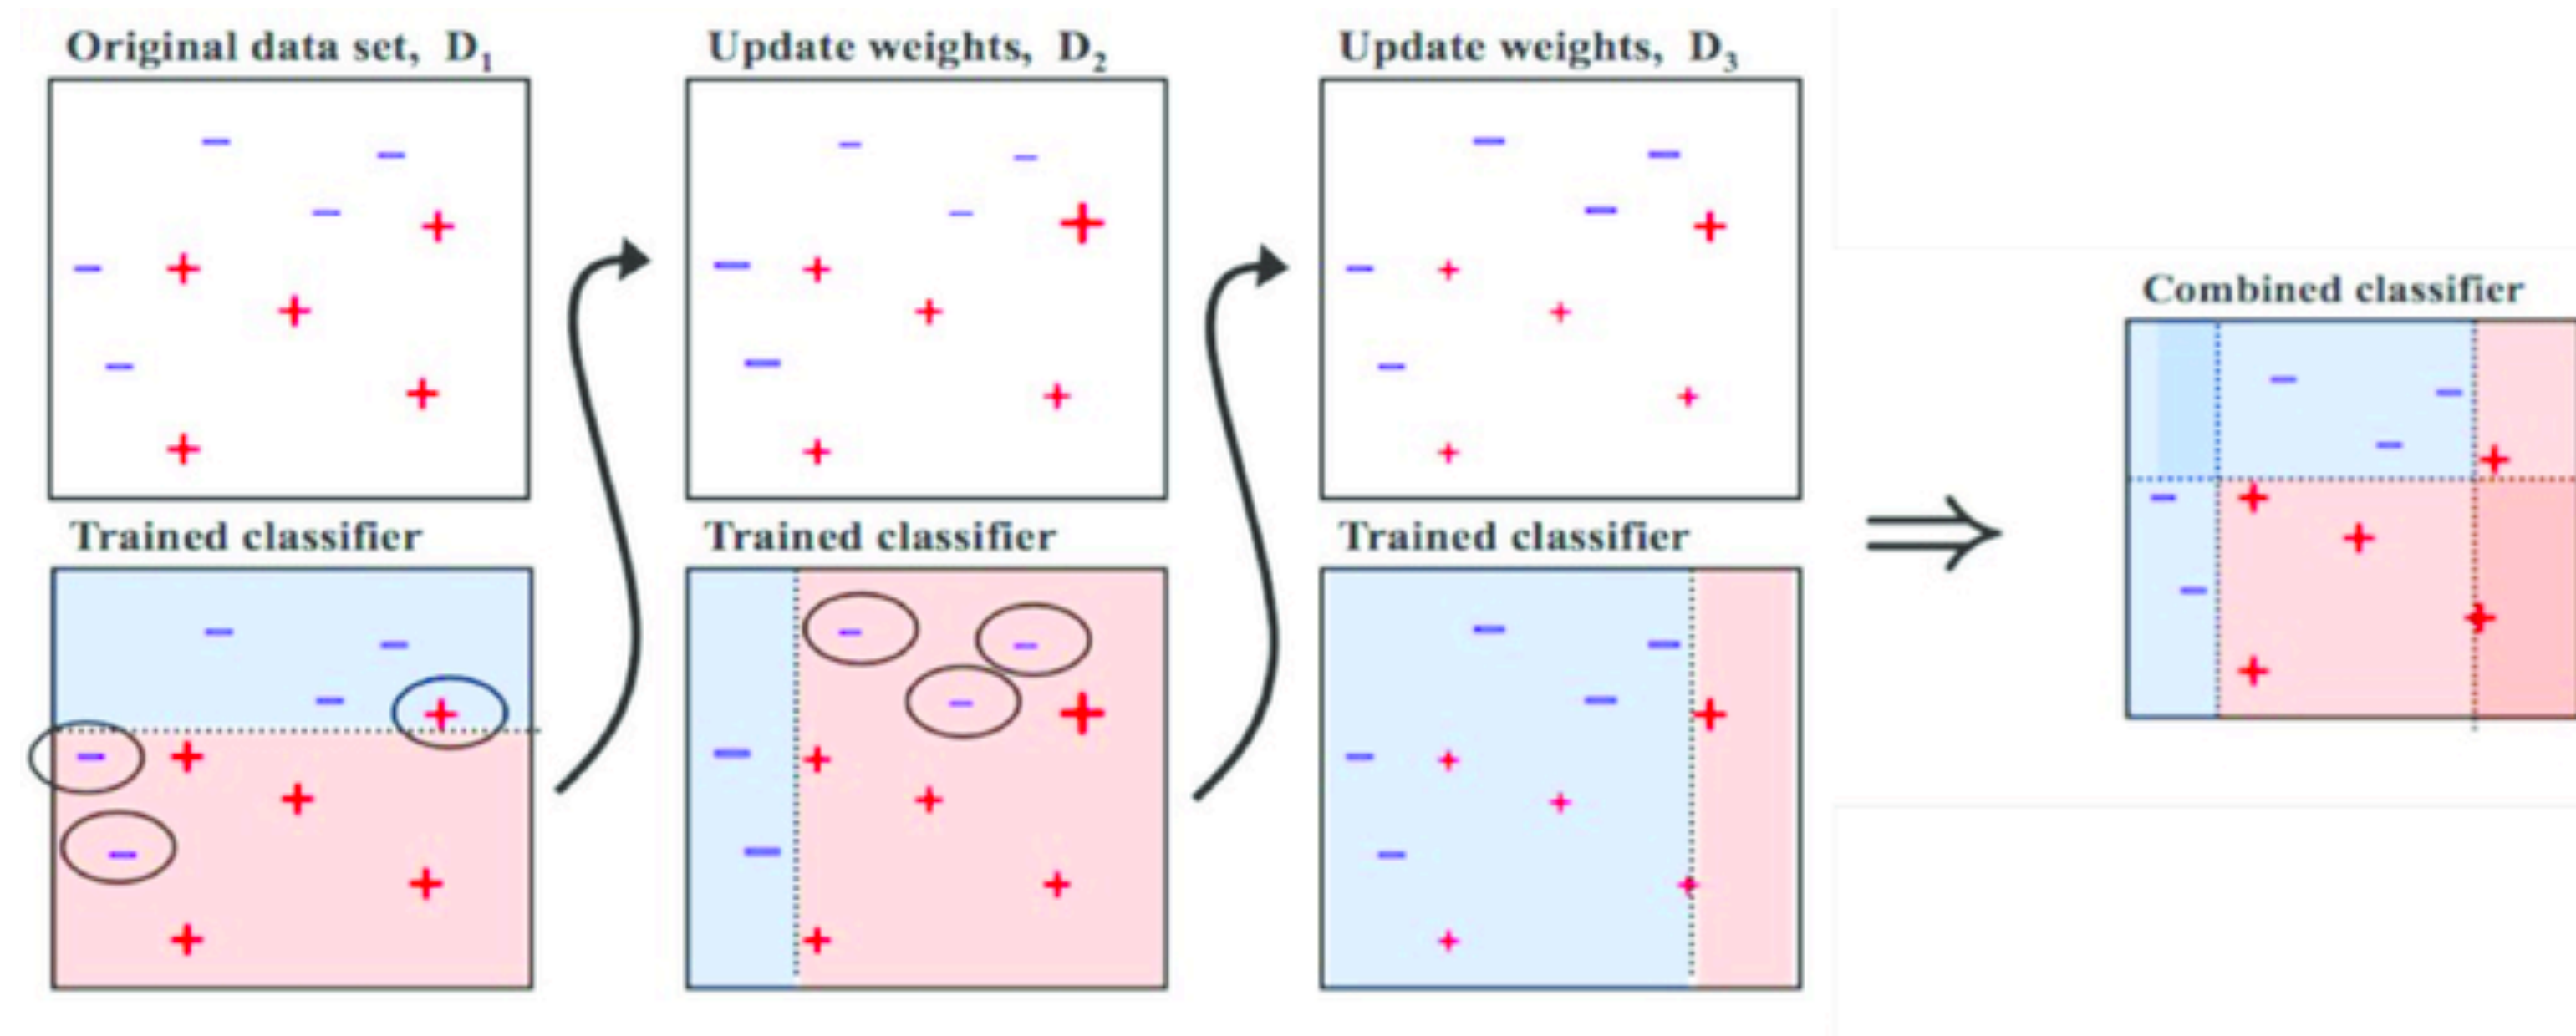 Original data set, D₁
Update weights, D₂
Update weights, D₃
Trained classifier
Trained classifier
Trained classifier
Combined classifier